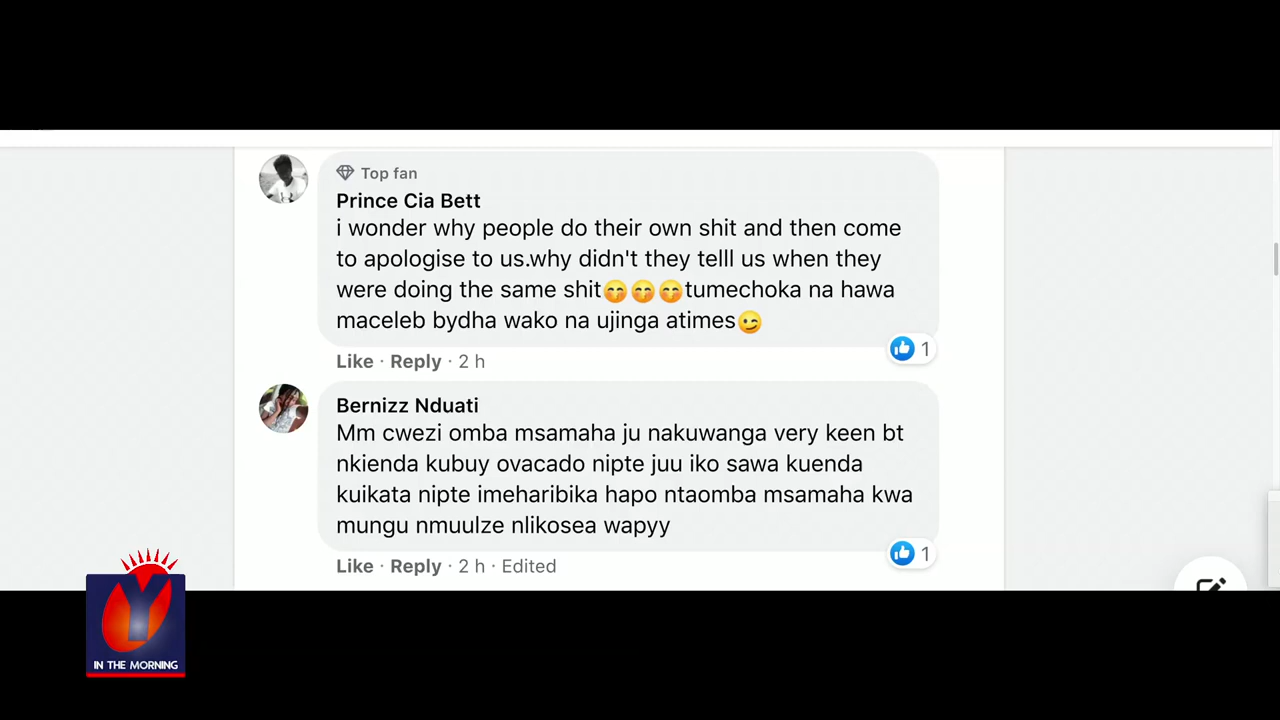 Top fan
Prince Cia Bett
i wonder why people do their own shit and then come
to apologise to us.why didn't they telll us when they
were doing the same shit🤭🤭🤭tumechoka na hawa
maceleb bydha wako na ujinga atimes😉
1
Like · Reply · 2 h
Bernizz Nduati
Mm cwezi omba msamaha ju nakuwanga very keen bt
nkienda kubuy ovacado nipte juu iko sawa kuenda
kuikata nipte imeharibika hapo ntaomba msamaha kwa
mungu nmuulze nlikosea wapyy
1
Like · Reply · 2 h · Edited
Y
IN THE MORNING